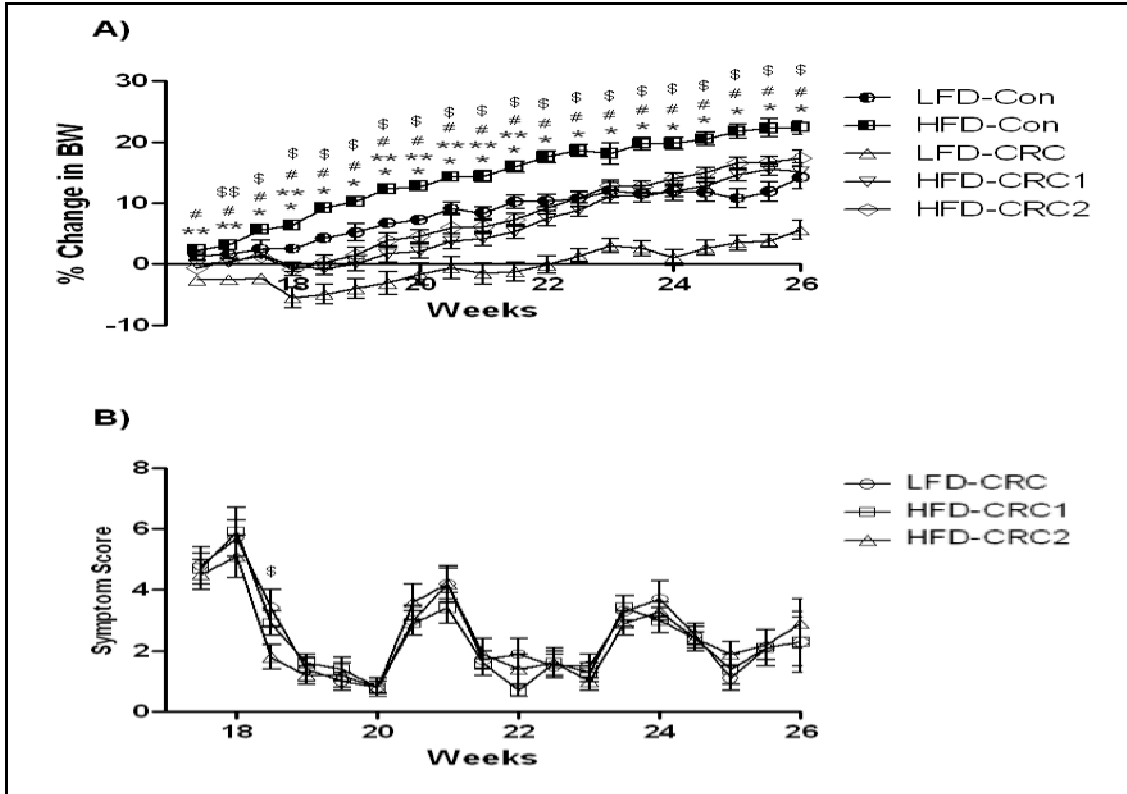 A)
% Change in BW
30
20
10
0
-10
# **
$$ # **
$ # *
$ # ** *
$ # *
$ # *
$ # ** *
$ # ** *
$ # ** *
$ # ** *
$ # ** *
$ # *
$ # *
$ # *
$ # *
$ # *
$ # *
$ # *
$ # *
$ # *
18 20 22 24 26
Weeks
LFD-Con
HFD-Con
LFD-CRC
HFD-CRC1
HFD-CRC2
B)
Symptom Score
8
6
4
2
0
$
18 20 22 24 26
Weeks
LFD-CRC
HFD-CRC1
HFD-CRC2